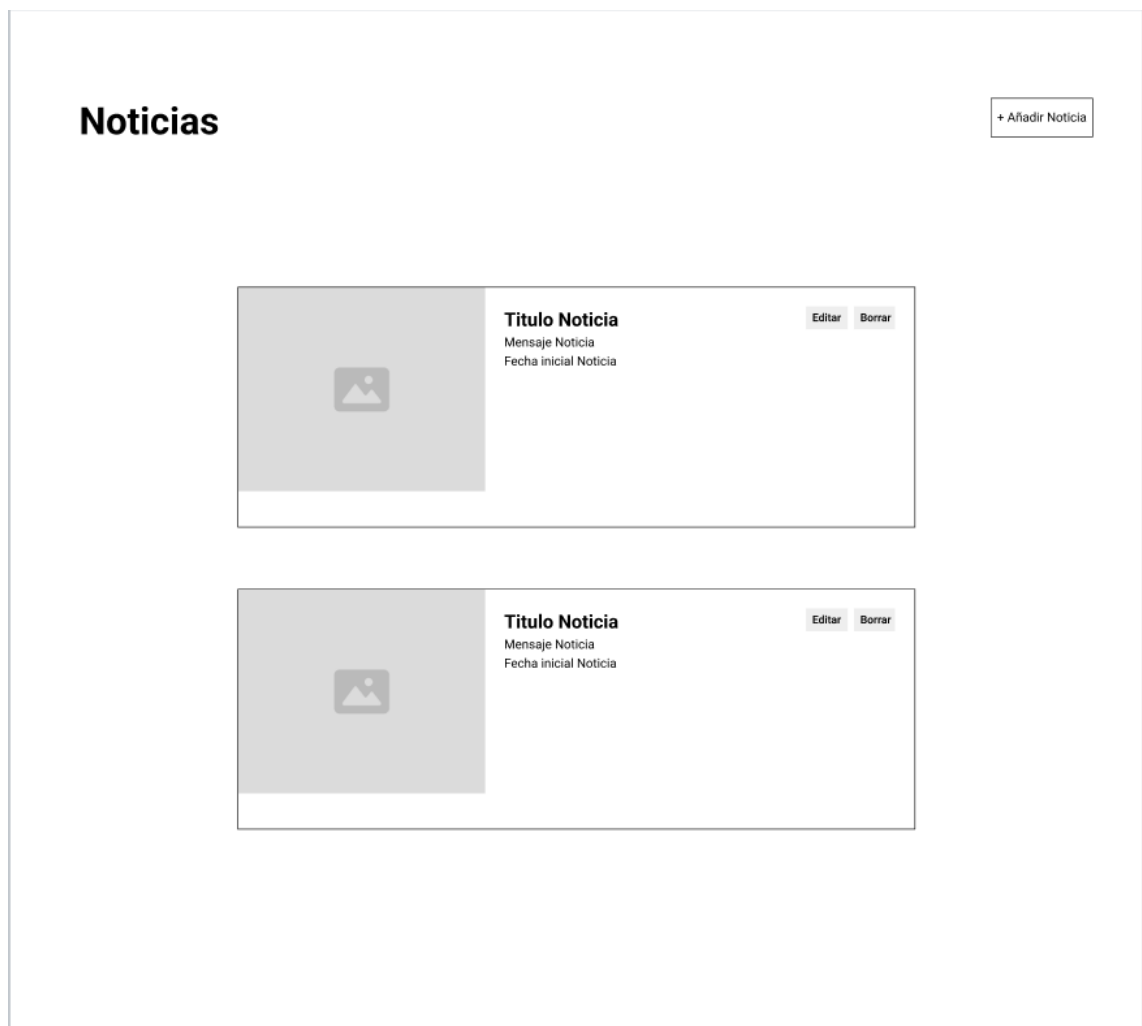 Noticias
+ Añadir Noticia
Titulo Noticia
Editar
Borrar
Mensaje Noticia
Fecha inicial Noticia
Titulo Noticia
Editar
Borrar
Mensaje Noticia
Fecha inicial Noticia